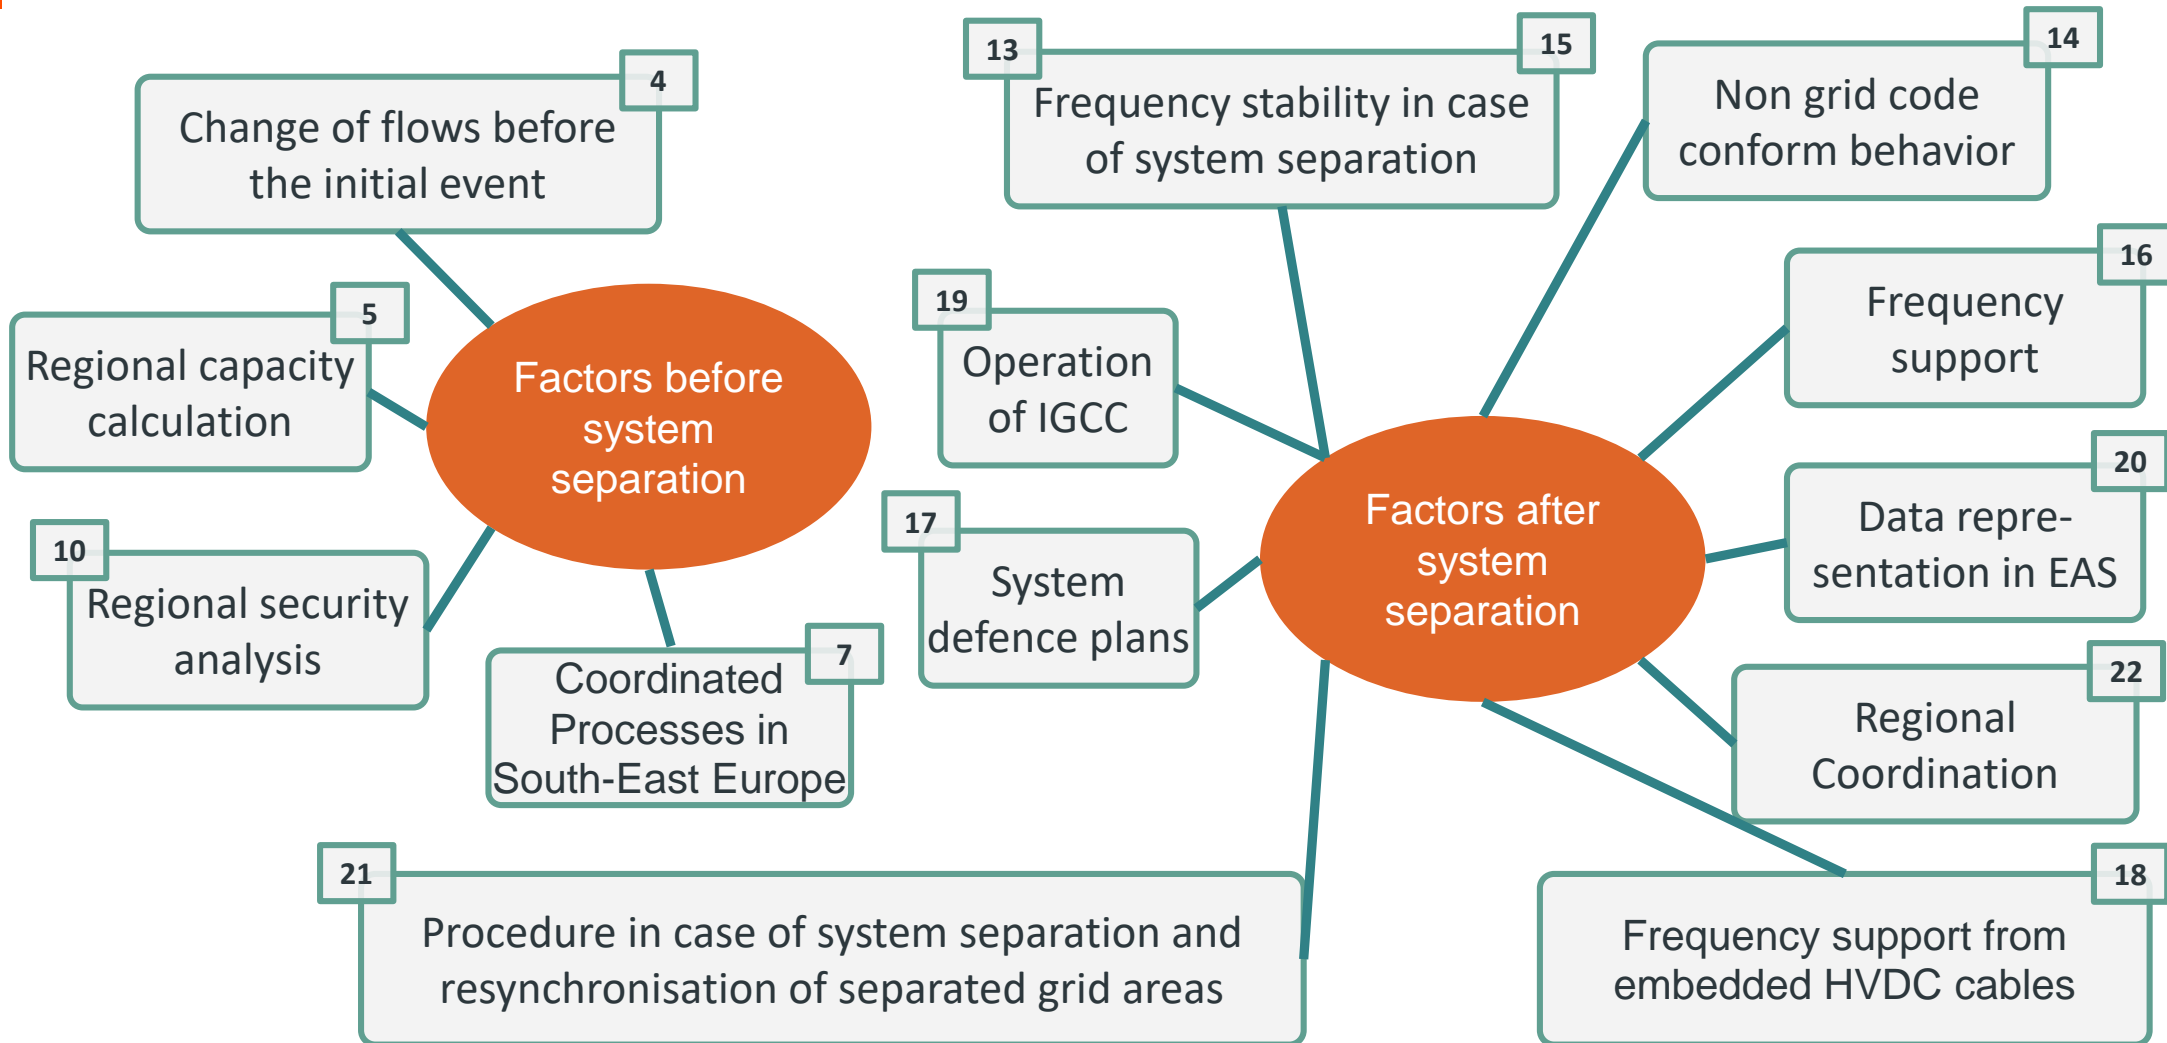 4
Change of flows before
the initial event
5
Regional capacity
calculation
10
Regional security
analysis
7
Coordinated
Processes in
South-East Europe
Factors before
system
separation
13
15
Frequency stability in case
of system separation
14
Non grid code
conform behavior
19
Operation
of IGCC
16
Frequency
support
17
System
defence plans
20
Data repre-
sentation in EAS
Factors after
system
separation
22
Regional
Coordination
21
Procedure in case of system separation and
resynchronisation of separated grid areas
18
Frequency support from
embedded HVDC cables